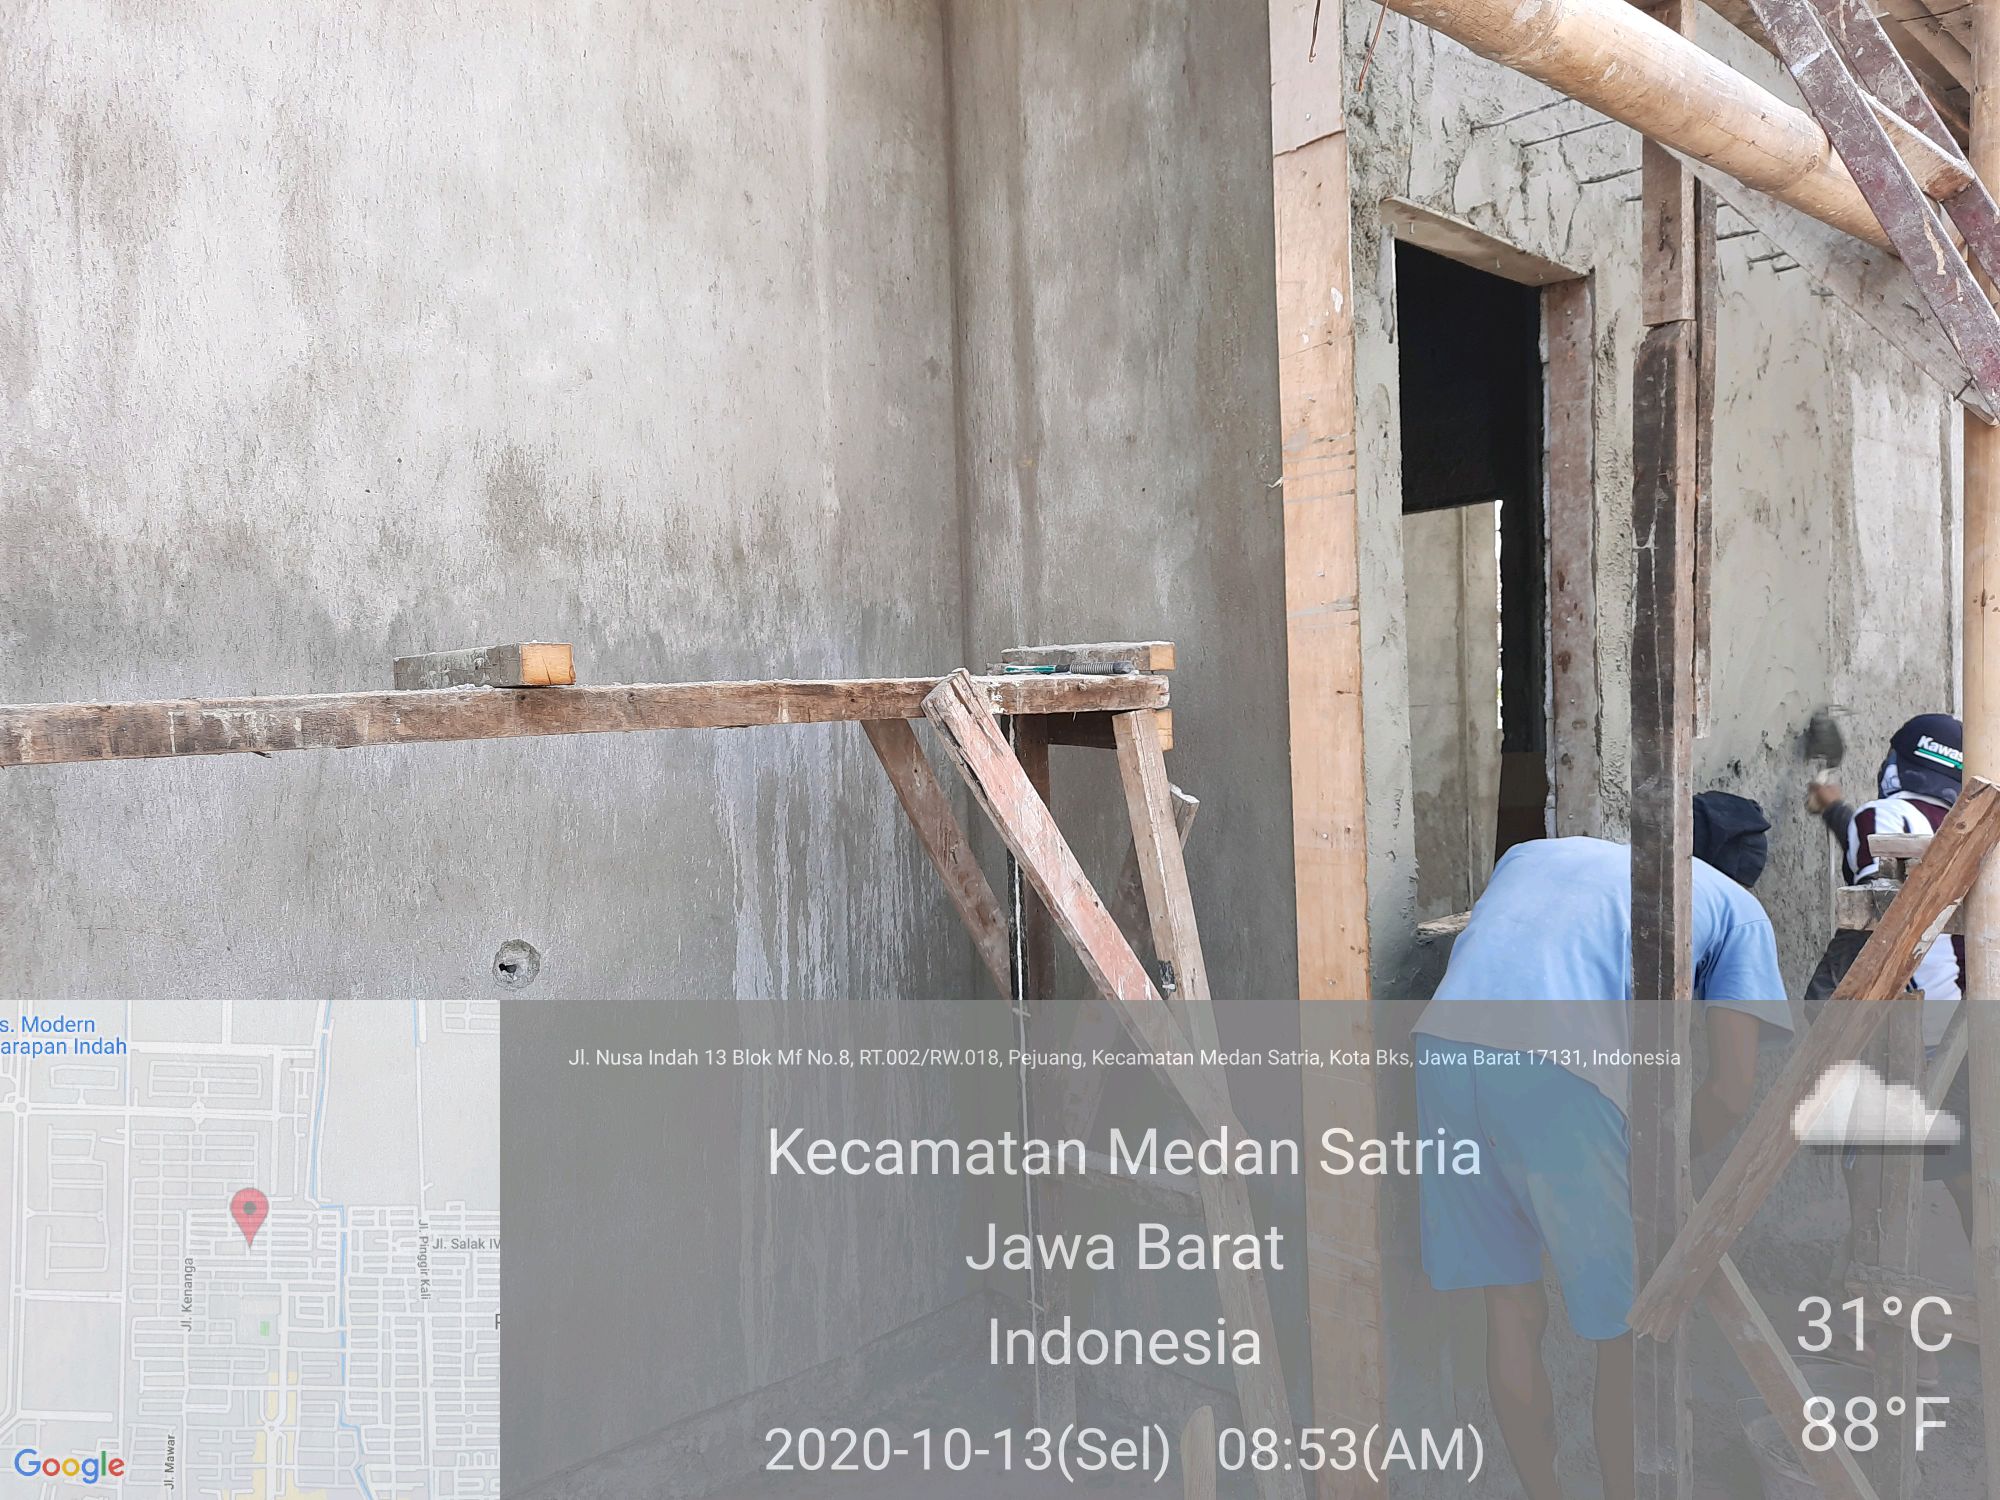 Kawas
s. Modern
arapan Indah
Jl. Nusa Indah 13 Blok Mf No.8, RT.002/RW.018, Pejuang, Kecamatan Medan Satria, Kota Bks, Jawa Barat 17131, Indonesia
Kecamatan Medan Satria
Jawa Barat
Indonesia
2020-10-13(Sel) 08:53(AM)
31°C
88°F
Jl. Salak IV
Jl. Pinggir Kali
Jl. Kenanga
Jl. Mawar
Google